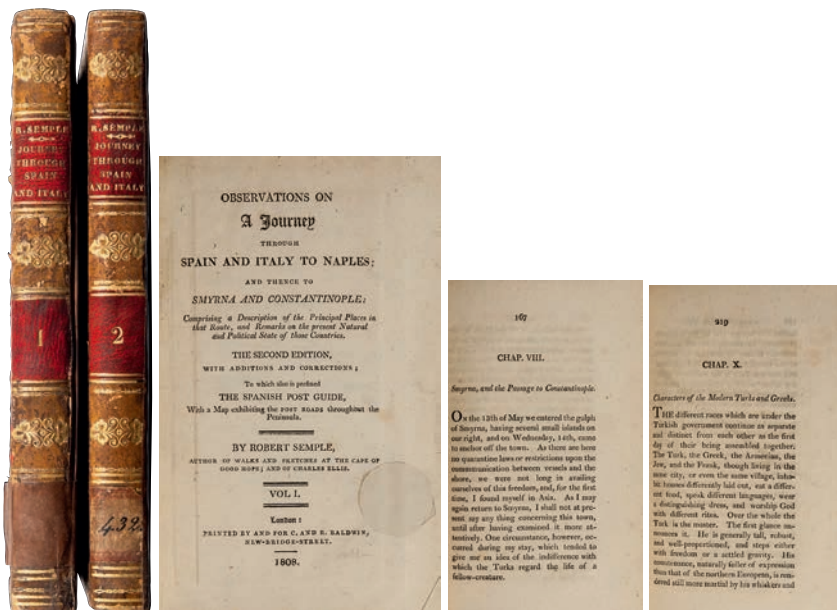 R. SEMPLE
JOURNEY
THROUGH
SPAIN
AND ITALY
1
R. SEMPLE
JOURNEY
THROUGH
SPAIN
AND ITALY
2
432
OBSERVATIONS ON
A Journey
THROUGH
SPAIN AND ITALY TO NAPLES;
AND THENCE TO
SMYRNA AND CONSTANTINOPLE;
Comprising a Description of the Principal Places in
that Route, and Remarks on the present Natural
and Political State of those Countries.
THE SECOND EDITION,
WITH ADDITIONS AND CORRECTIONS;
To which also is prefixed
THE SPANISH POST GUIDE,
With a Map exhibiting the POST ROADS throughout the
Peninsula.
BY ROBERT SEMPLE,
AUTHOR OF WALKS AND SKETCHES AT THE CAPE OF
GOOD HOPE; AND OF CHARLES ELLIS.
VOL I.
London:
PRINTED BY AND FOR C. AND R. BALDWIN,
NEW-BRIDGE-STREET.
1808.
167
CHAP. VIII.
Smyrna, and the Passage to Constantinople.
ON the 13th of May we entered the gulph
of Smyrna, having several small islands on
our right, and on Wednesday, 14th, came
to anchor off the town. As there are here
no quarantine laws or restrictions upon the
communication between vessels and the
shore, we were not long in availing
ourselves of this freedom, and, for the first
time, I found myself in Asia. As I may
again return to Smyrna, I shall not at pre-
sent say any thing concerning this town,
until after having examined it more at-
tentively. One circumstance, however, oc-
curred during my stay, which tended to
give me an idea of the indifference with
which the Turks regard the life of a
fellow-creature.
219
CHAP. X.
Characters of the Modern Turks and Greeks.
THE different races which are under the
Turkish government continue as separate
and distinct from each other as the first
day of their being assembled together.
The Turk, the Greek, the Armenian, the
Jew, and the Frank, though living in the
same city, or even the same village, inha-
bit houses differently laid out, eat a differ-
ent food, speak different languages, wear
a distinguishing dress, and worship God
with different rites. Over the whole the
Turk is the master. The first glance an-
nounces it. He is generally tall, robust,
and well-proportioned, and steps either
with freedom or a settled gravity. His
countenance, naturally fuller of expression
than that of the northern European, is ren-
dered still more martial by his whiskers and